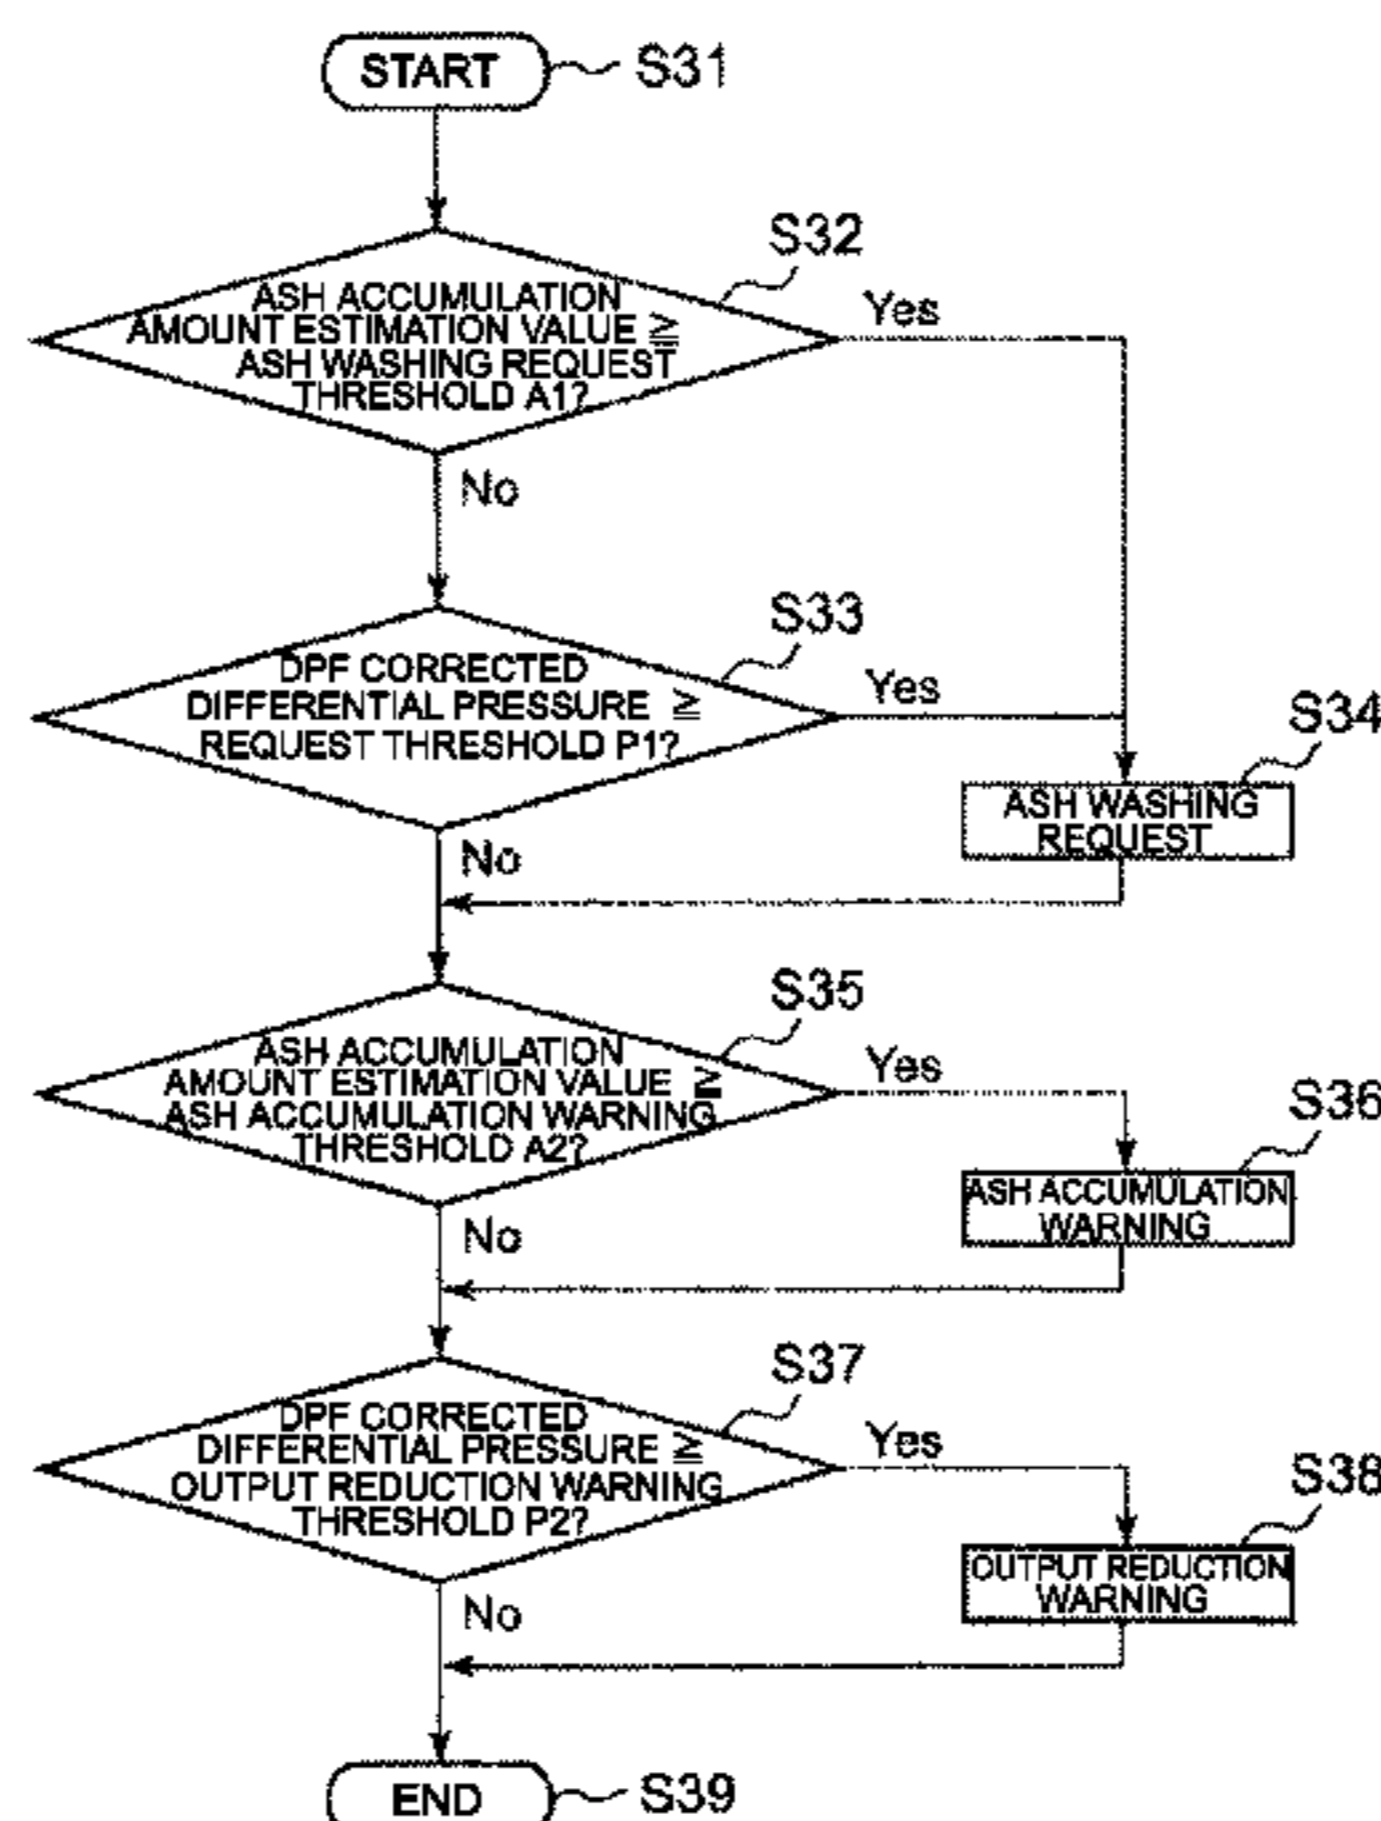 START
S31
S32
ASH ACCUMULATION
AMOUNT ESTIMATION VALUE ≧
ASH WASHING REQUEST
THRESHOLD A1?
Yes
No
S33
DPF CORRECTED
DIFFERENTIAL PRESSURE ≧
REQUEST THRESHOLD P1?
Yes
No
S34
ASH WASHING
REQUEST
S35
ASH ACCUMULATION
AMOUNT ESTIMATION VALUE ≧
ASH ACCUMULATION WARNING
THRESHOLD A2?
Yes
No
S36
ASH ACCUMULATION
WARNING
S37
DPF CORRECTED
DIFFERENTIAL PRESSURE ≧
OUTPUT REDUCTION WARNING
THRESHOLD P2?
Yes
No
S38
OUTPUT REDUCTION
WARNING
END
S39